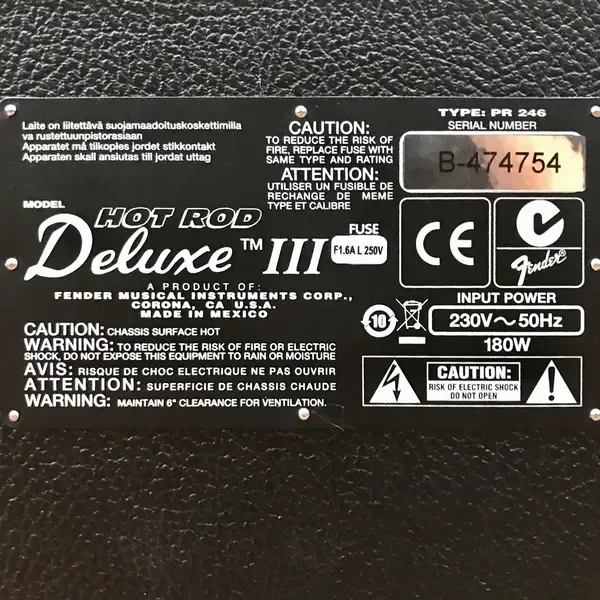 Laite on liitettävä suojamaadoituskoskettimilla
va rustettuunpistorasiaan
Apparatet må tilkoples jordet stikkontakt
Apparaten skall anslutas till jordat uttag
CAUTION:
TO REDUCE THE RISK OF
FIRE, REPLACE FUSE WITH
SAME TYPE AND RATING
ATTENTION:
UTILISER UN FUSIBLE DE
RECHANGE DE MEME
TYPE ET CALIBRE
TYPE: PR 246
SERIAL NUMBER
B-474754
MODEL
HOT ROD
Deluxe™ III
FUSE
F1.6A L 250V
A PRODUCT OF:
FENDER MUSICAL INSTRUMENTS CORP.,
CORONA, CA U.S.A.
MADE IN MEXICO
CE
Fender®
10
INPUT POWER
230V~50Hz
180W
CAUTION: CHASSIS SURFACE HOT
WARNING: TO REDUCE THE RISK OF FIRE OR ELECTRIC
SHOCK, DO NOT EXPOSE THIS EQUIPMENT TO RAIN OR MOISTURE
AVIS: RISQUE DE CHOC ELECTRIQUE NE PAS OUVRIR
ATTENTION: SUPERFICIE DE CHASSIS CHAUDE
WARNING: MAINTAIN 6" CLEARANCE FOR VENTILATION.
CAUTION:
RISK OF ELECTRIC SHOCK
DO NOT OPEN